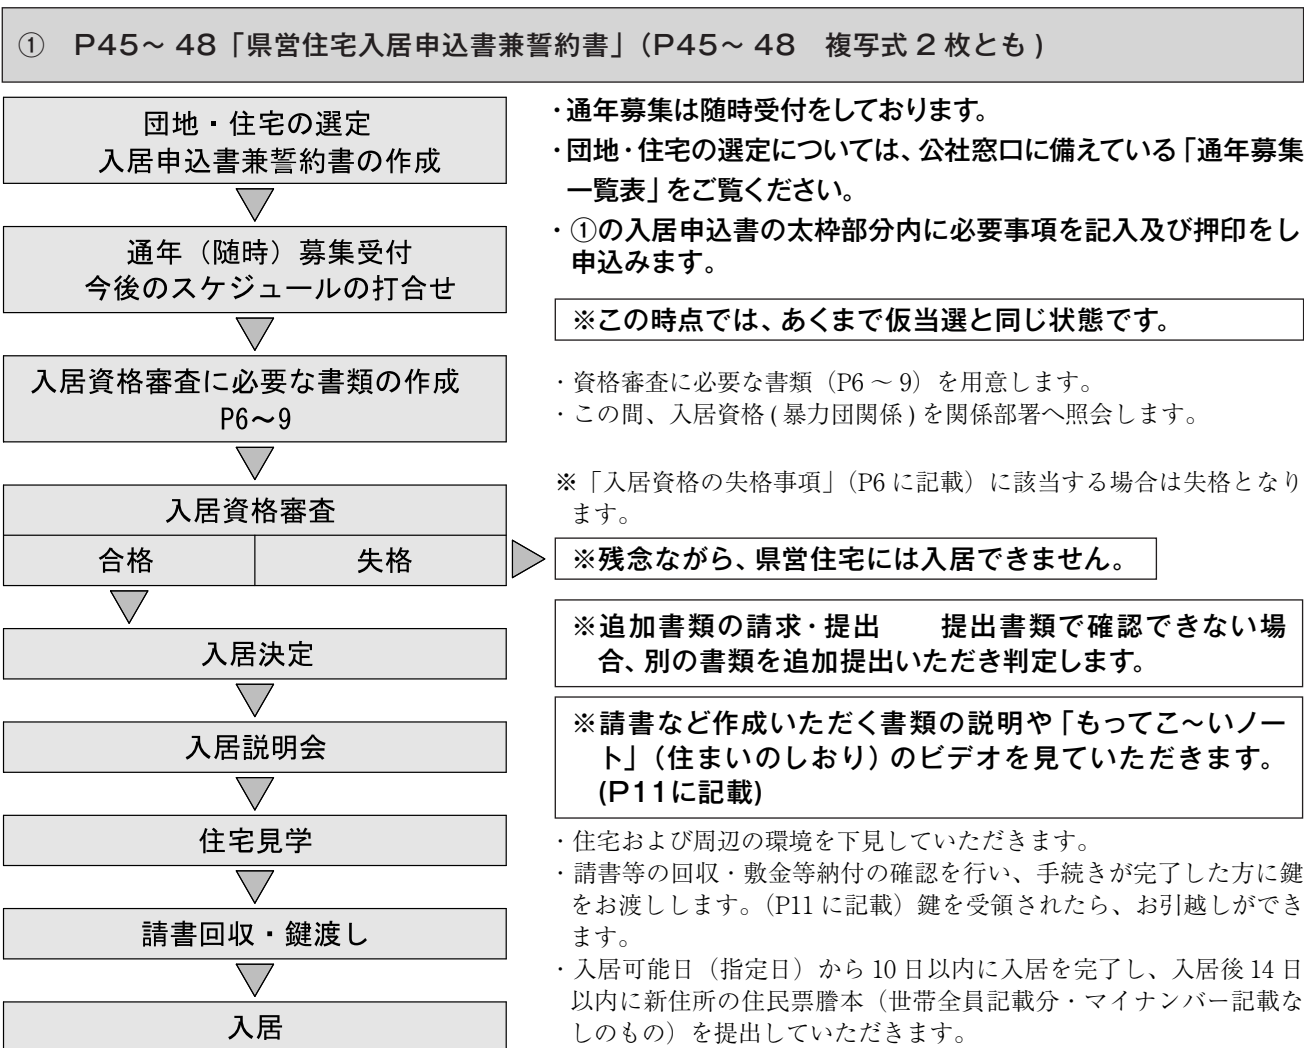 ① P45～48「県営住宅入居申込書兼誓約書」(P45～48 複写式２枚とも)
団地・住宅の選定
入居申込書兼誓約書の作成
・通年募集は随時受付をしております。
・団地・住宅の選定については、公社窓口に備えている「通年募集
一覧表」をご覧ください。
・①の入居申込書の太枠部分内に必要事項を記入及び押印をし
申込みます。
通年（随時）募集受付
今後のスケジュールの打合せ
※この時点では、あくまで仮当選と同じ状態です。
入居資格審査に必要な書類の作成
P6～9
・資格審査に必要な書類（P6～9）を用意します。
・この間、入居資格(暴力団関係)を関係部署へ照会します。
※「入居資格の失格事項」（P6に記載）に該当する場合は失格となり
ます。
入居資格審査
合格
失格
※残念ながら、県営住宅には入居できません。
※追加書類の請求・提出　　提出書類で確認できない場
合、別の書類を追加提出いただき判定します。
入居決定
入居説明会
※請書など作成いただく書類の説明や「もってこ～いノー
ト」（住まいのしおり）のビデオを見ていただきます。
(P11に記載)
住宅見学
・住宅および周辺の環境を下見していただきます。
・請書等の回収・敷金等納付の確認を行い、手続きが完了した方に鍵
をお渡しします。（P11に記載）鍵を受領されたら、お引越しができ
ます。
請書回収・鍵渡し
・入居可能日（指定日）から10日以内に入居を完了し、入居後14日
以内に新住所の住民票謄本（世帯全員記載分・マイナンバー記載な
しのもの）を提出していただきます。
入居